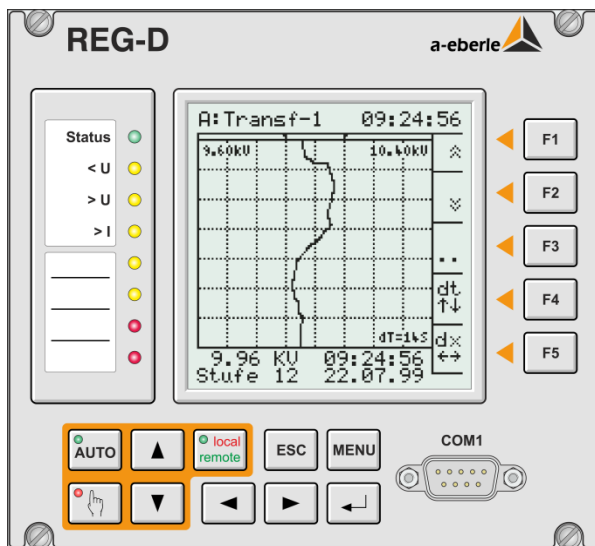 REG-D
a-eberle
Status
< U
> U
> I
A:Transf-1 09:24:56
9.60kV 10.40kV
dt
dT=14S
dx
9.96 KV 09:24:56
Stufe 12 22.07.99
F1
F2
F3
F4
F5
AUTO
local
remote
ESC
MENU
COM1